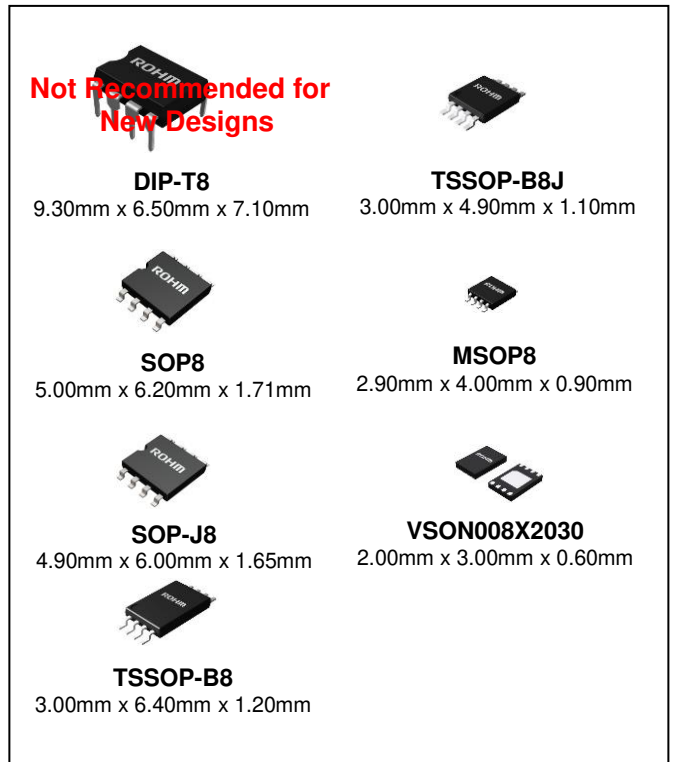 ROHM
Not Recommended for
New Designs
DIP-T8
9.30mm x 6.50mm x 7.10mm
ROHM
TSSOP-B8J
3.00mm x 4.90mm x 1.10mm
ROHM
SOP8
5.00mm x 6.20mm x 1.71mm
ROHM
MSOP8
2.90mm x 4.00mm x 0.90mm
ROHM
SOP-J8
4.90mm x 6.00mm x 1.65mm
ROHM
VSON008X2030
2.00mm x 3.00mm x 0.60mm
ROHM
TSSOP-B8
3.00mm x 6.40mm x 1.20mm